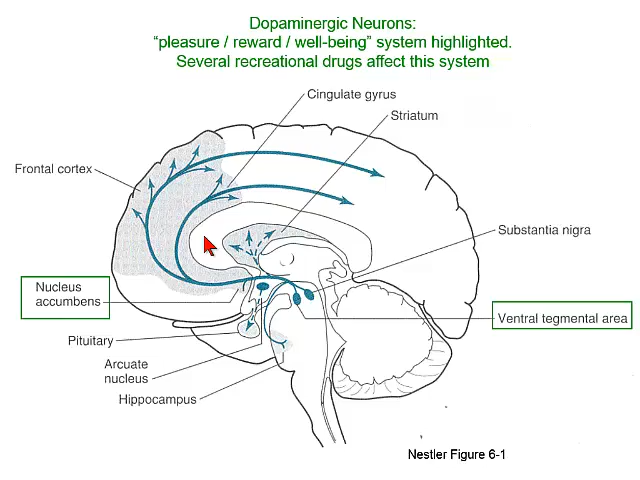 Dopaminergic Neurons:
“pleasure / reward / well-being” system highlighted.
Several recreational drugs affect this system
Cingulate gyrus
Striatum
Frontal cortex
Substantia nigra
Nucleus
accumbens
Ventral tegmental area
Pituitary
Arcuate
nucleus
Hippocampus
Nestler Figure 6-1